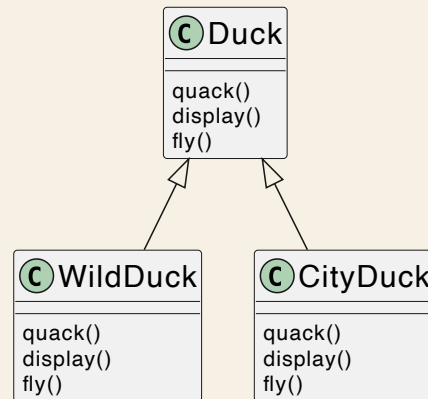 C Duck
quack()
display()
fly()
C WildDuck
quack()
display()
fly()
C CityDuck
quack()
display()
fly()